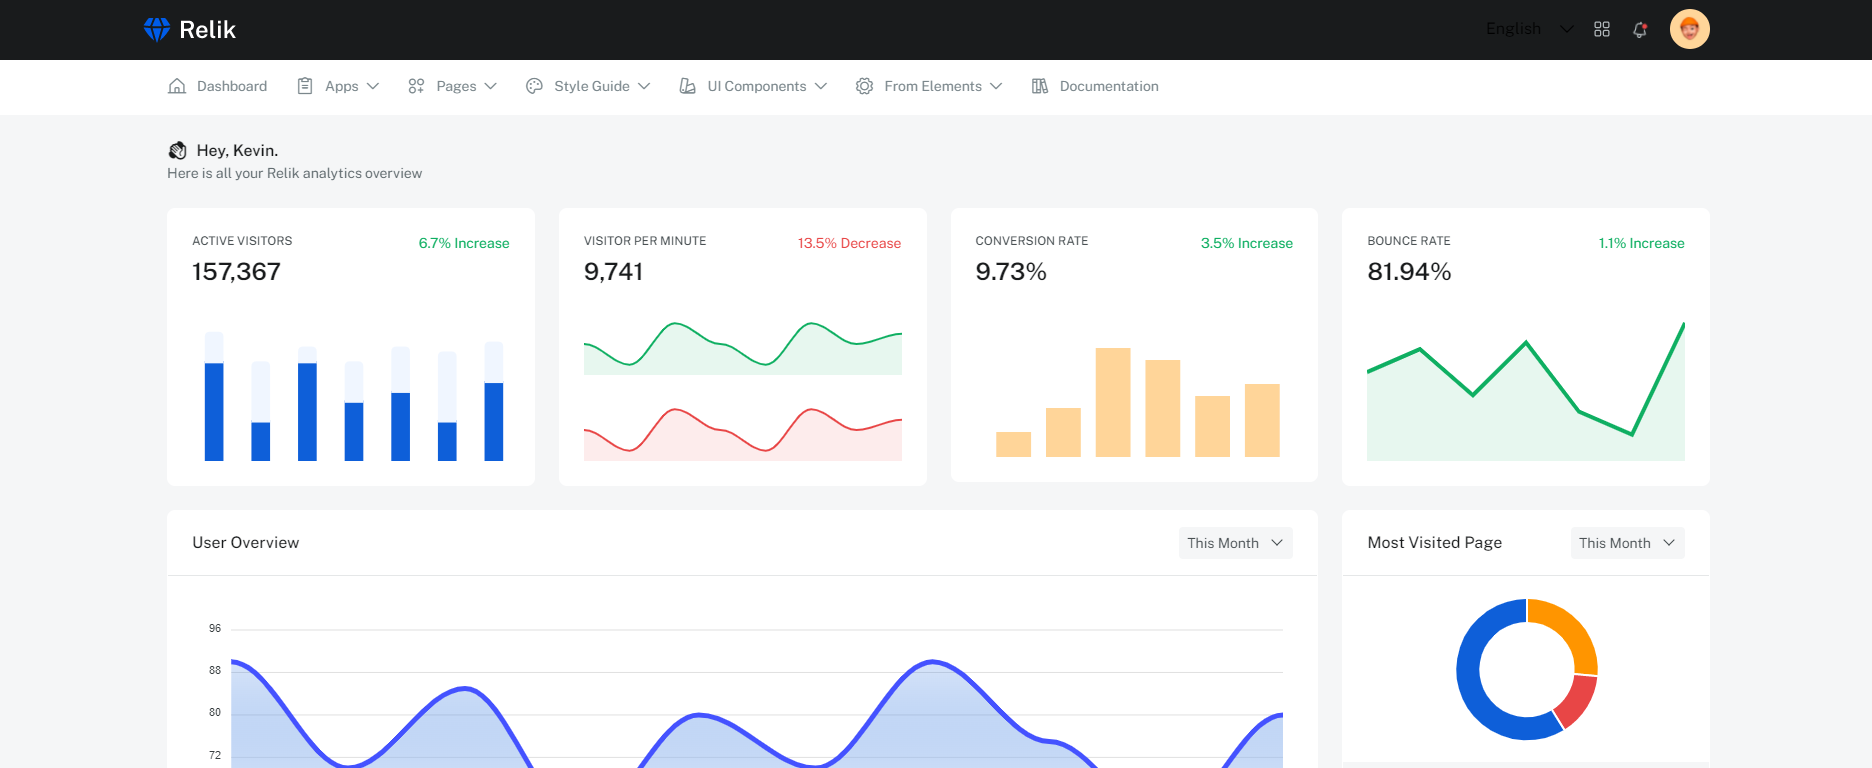 Relik
English
Dashboard Apps Pages Style Guide UI Components From Elements Documentation
Hey, Kevin.
Here is all your Relik analytics overview
ACTIVE VISITORS 6.7% Increase
157,367
VISITOR PER MINUTE 13.5% Decrease
9,741
CONVERSION RATE 3.5% Increase
9.73%
BOUNCE RATE 1.1% Increase
81.94%
User Overview This Month
96
88
80
72
Most Visited Page This Month